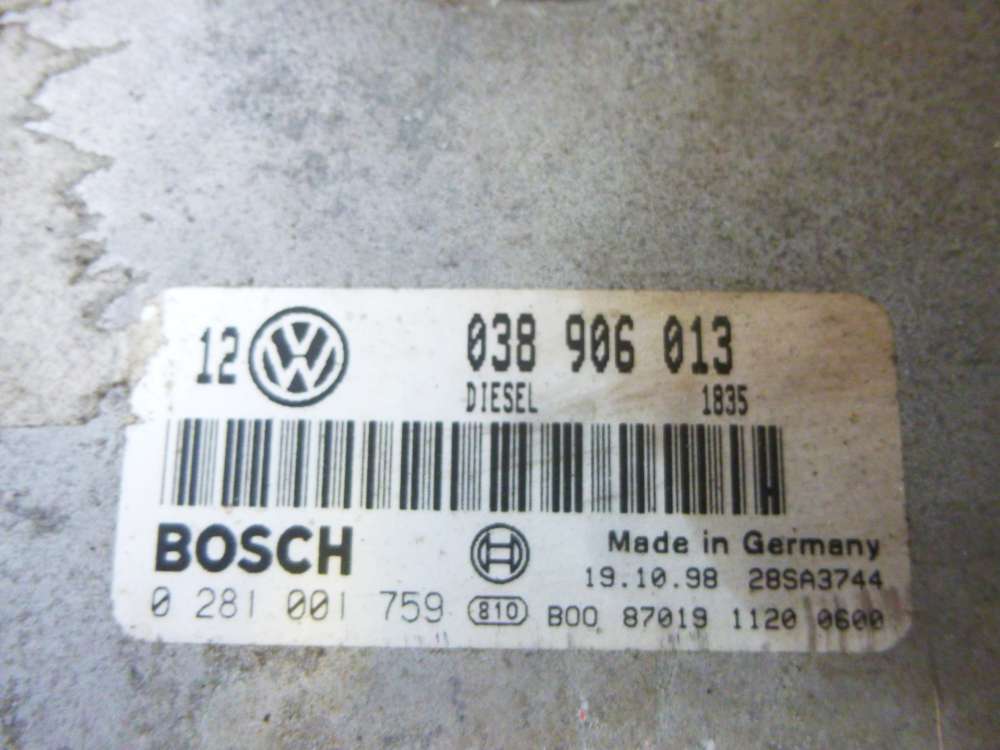 12 VW 038 906 013
DIESEL 1835
H
BOSCH Made in Germany
19.10.98 28SA3744
0 281 001 759 810 B00 87019 1120 0600